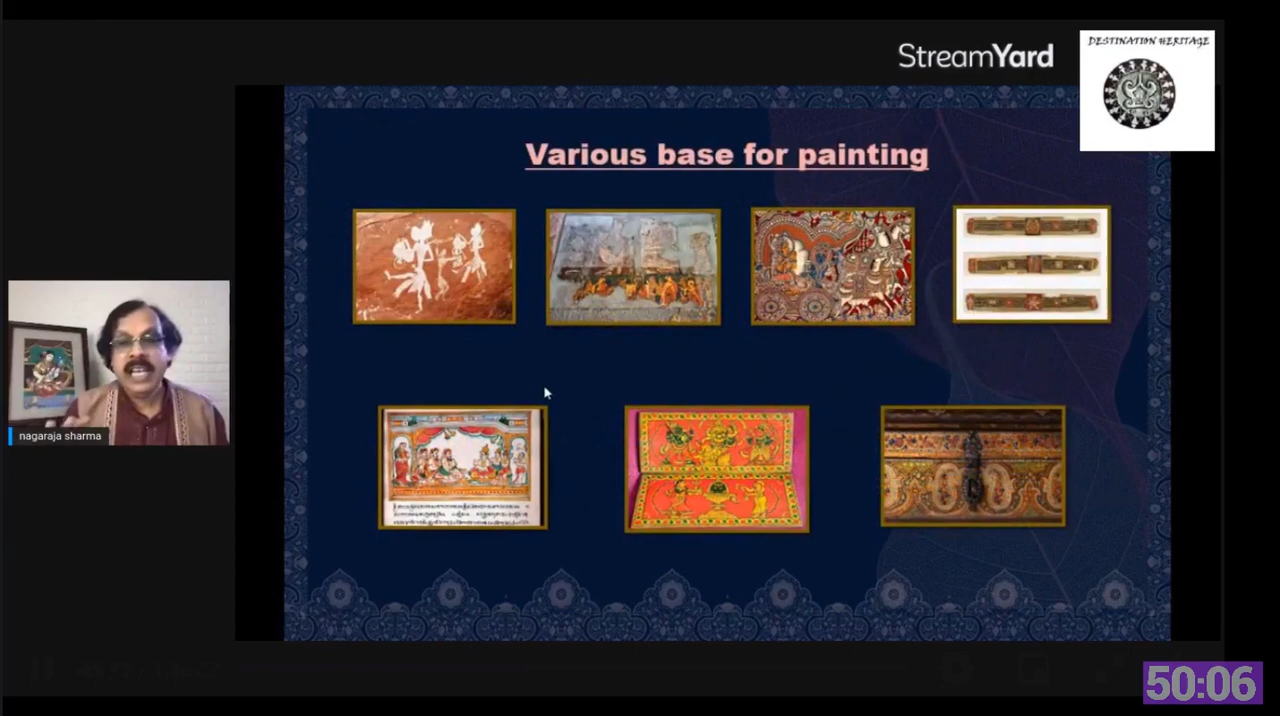 StreamYard
DESTINATION HERITAGE
Various base for painting
nagaraja sharma
50:06